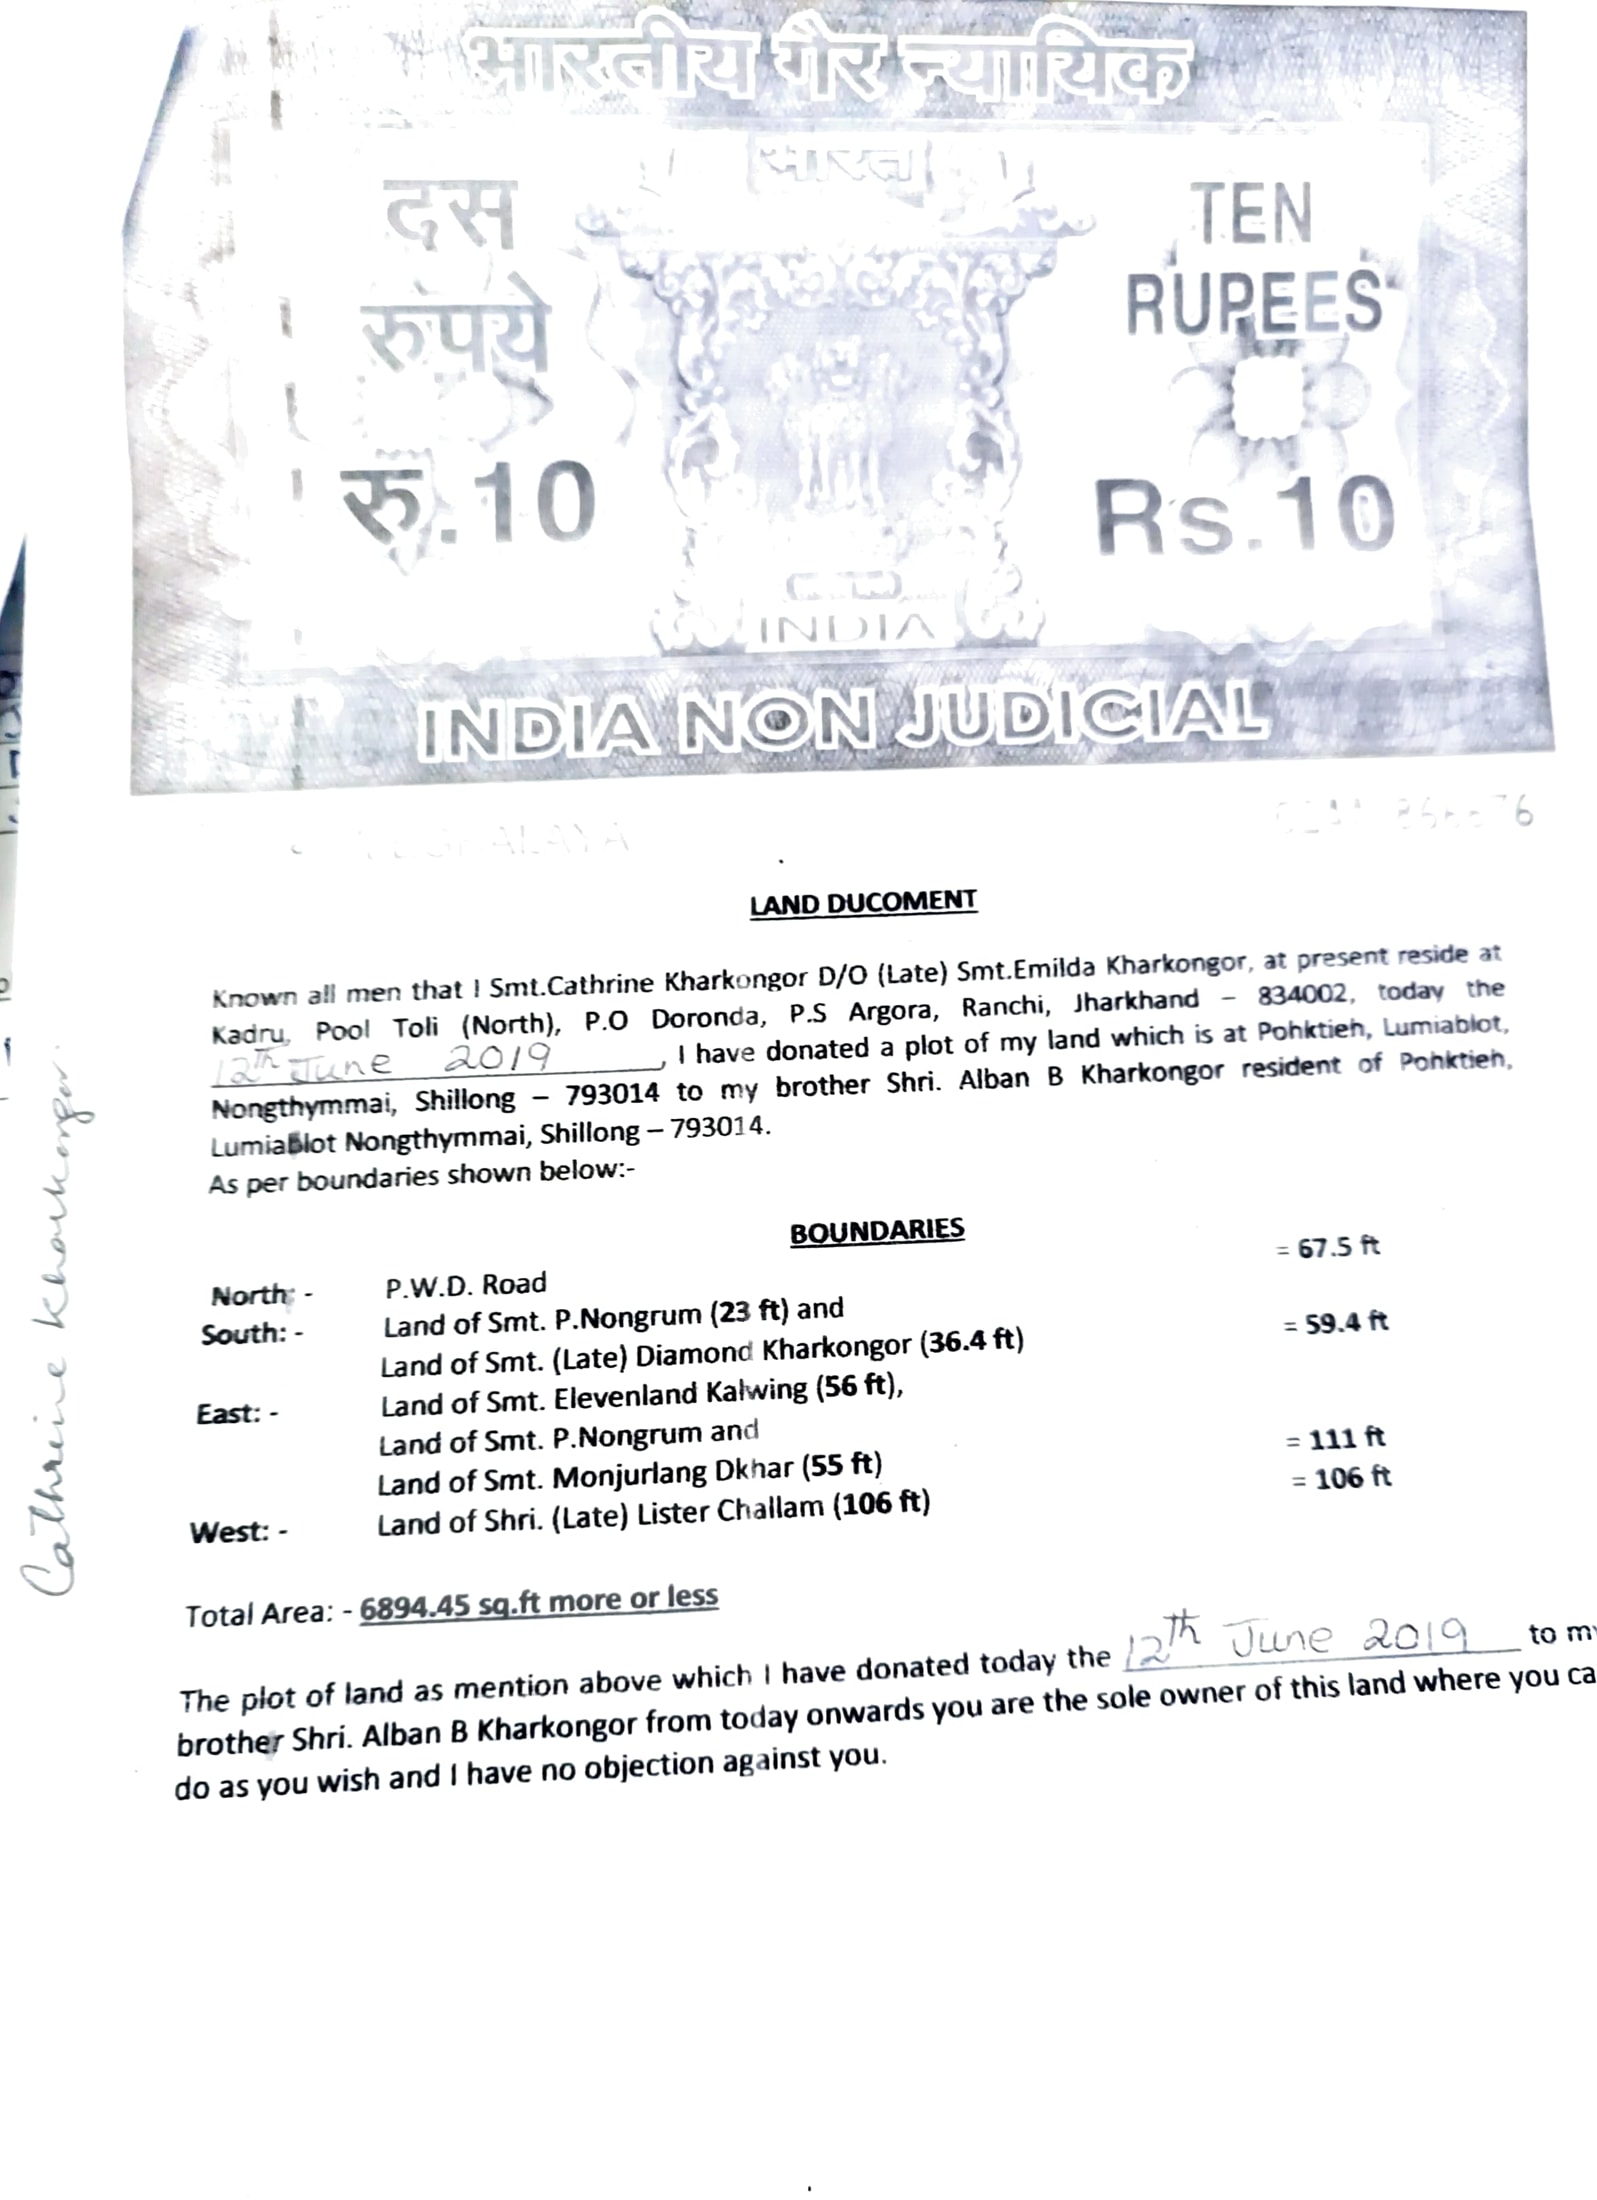 भारतीय गैर न्यायिक
भारत
दस
रुपये
रु.10
TEN
RUPEES
Rs.10
INDIA
INDIA NON JUDICIAL
LAND DUCOMENT
Known all men that I Smt.Cathrine Kharkongor D/O (Late) Smt.Emilda Kharkongor, at present reside at
Kadru, Pool Toli (North), P.O Doronda, P.S Argora, Ranchi, Jharkhand – 834002, today the
12th June 2019, I have donated a plot of my land which is at Pohktieh, Lumiablot,
Nongthymmai, Shillong – 793014 to my brother Shri. Alban B Kharkongor resident of Pohktieh,
Lumiablot Nongthymmai, Shillong – 793014.
As per boundaries shown below:-
BOUNDARIES
North: - P.W.D. Road = 67.5 ft
South: - Land of Smt. P.Nongrum (23 ft) and
Land of Smt. (Late) Diamond Kharkongor (36.4 ft) = 59.4 ft
East: - Land of Smt. Elevenland Kalwing (56 ft),
Land of Smt. P.Nongrum and
Land of Smt. Monjurlang Dkhar (55 ft) = 111 ft
West: - Land of Shri. (Late) Lister Challam (106 ft) = 106 ft
Total Area: - 6894.45 sq.ft more or less
The plot of land as mention above which I have donated today the 12th June 2019 to my
brother Shri. Alban B Kharkongor from today onwards you are the sole owner of this land where you ca
do as you wish and I have no objection against you.
Cathrine Kharkongor.